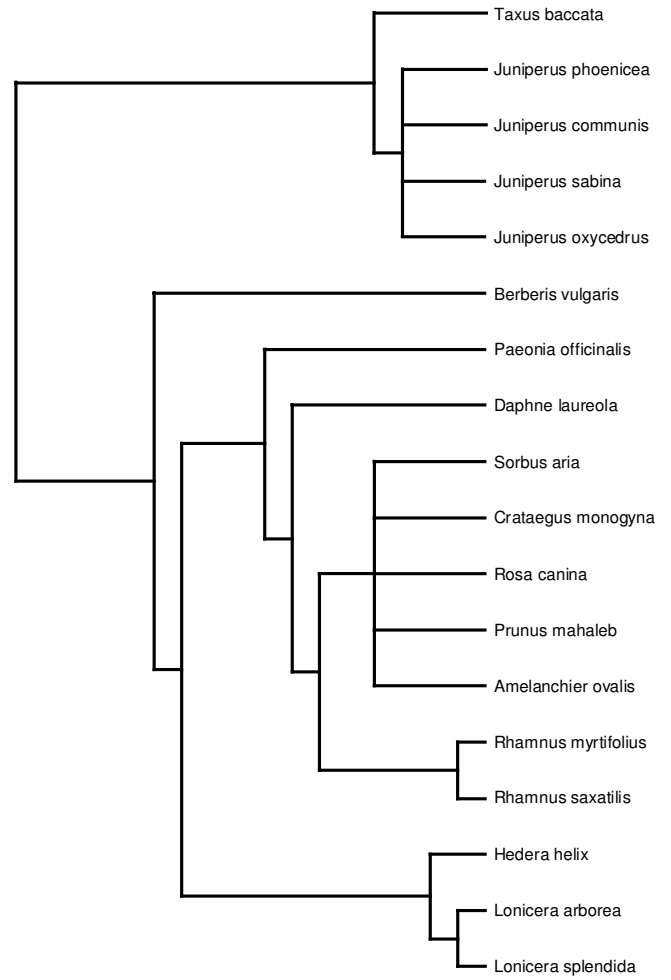 Taxus baccata
Juniperus phoenicea
Juniperus communis
Juniperus sabina
Juniperus oxycedrus
Berberis vulgaris
Paeonia officinalis
Daphne laureola
Sorbus aria
Crataegus monogyna
Rosa canina
Prunus mahaleb
Amelanchier ovalis
Rhamnus myrtifolius
Rhamnus saxatilis
Hedera helix
Lonicera arborea
Lonicera splendida